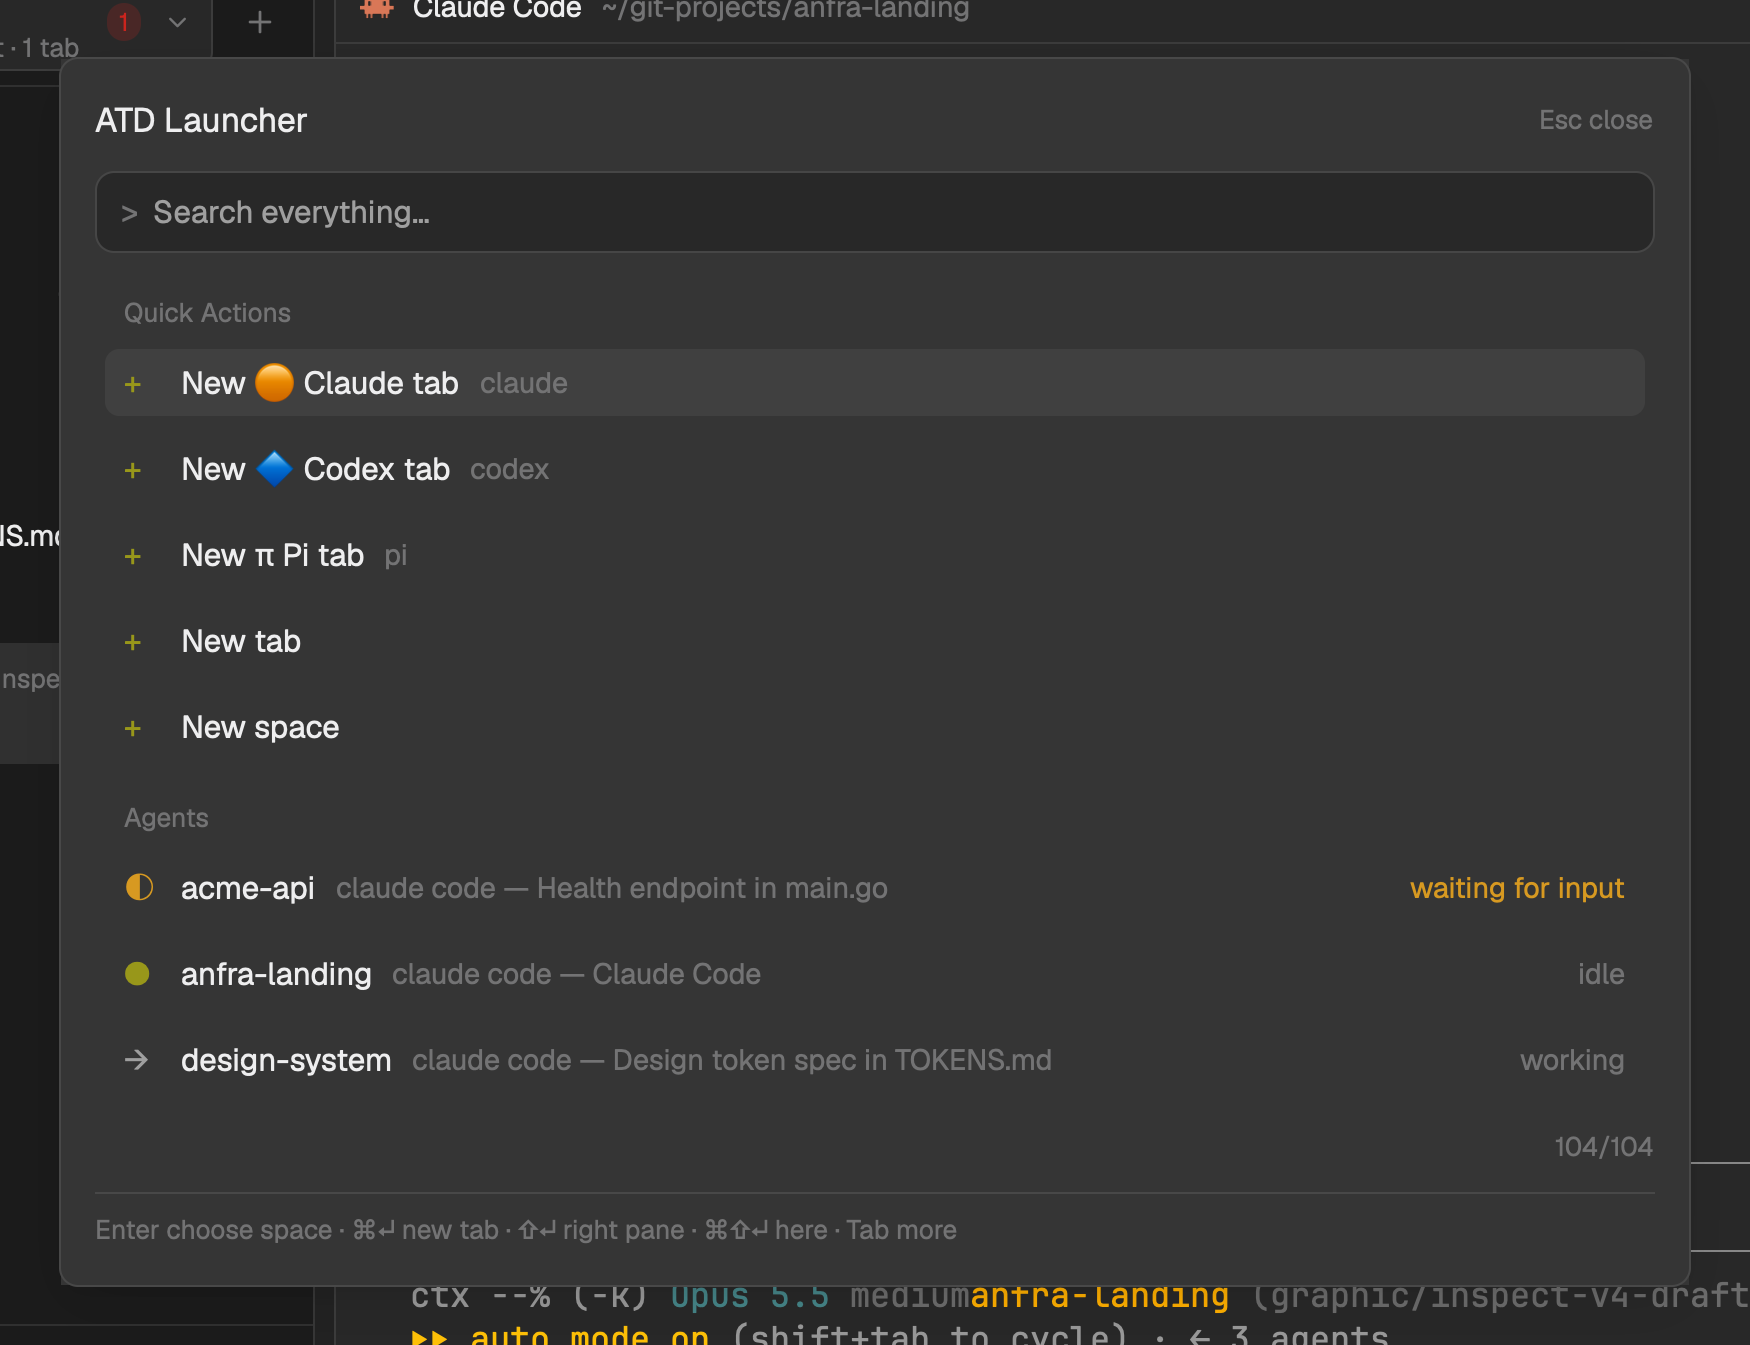 1
Claude Code ~/git-projects/anfra-landing
· 1 tab
ATD Launcher
Esc close
> Search everything...
Quick Actions
+ New 🟠 Claude tab claude
+ New 🔷 Codex tab codex
+ New π Pi tab pi
+ New tab
+ New space
Agents
acme-api claude code — Health endpoint in main.go waiting for input
anfra-landing claude code — Claude Code idle
→ design-system claude code — Design token spec in TOKENS.md working
104/104
Enter choose space · ⌘↵ new tab · ⇧↵ right pane · ⌘⇧↵ here · Tab more
ctx --% (-k) Opus 5.5 medium anfra-landing (graphic/inspect-v4-draft
▸▸ auto mode on (shift+tab to cycle) · ← 3 agents